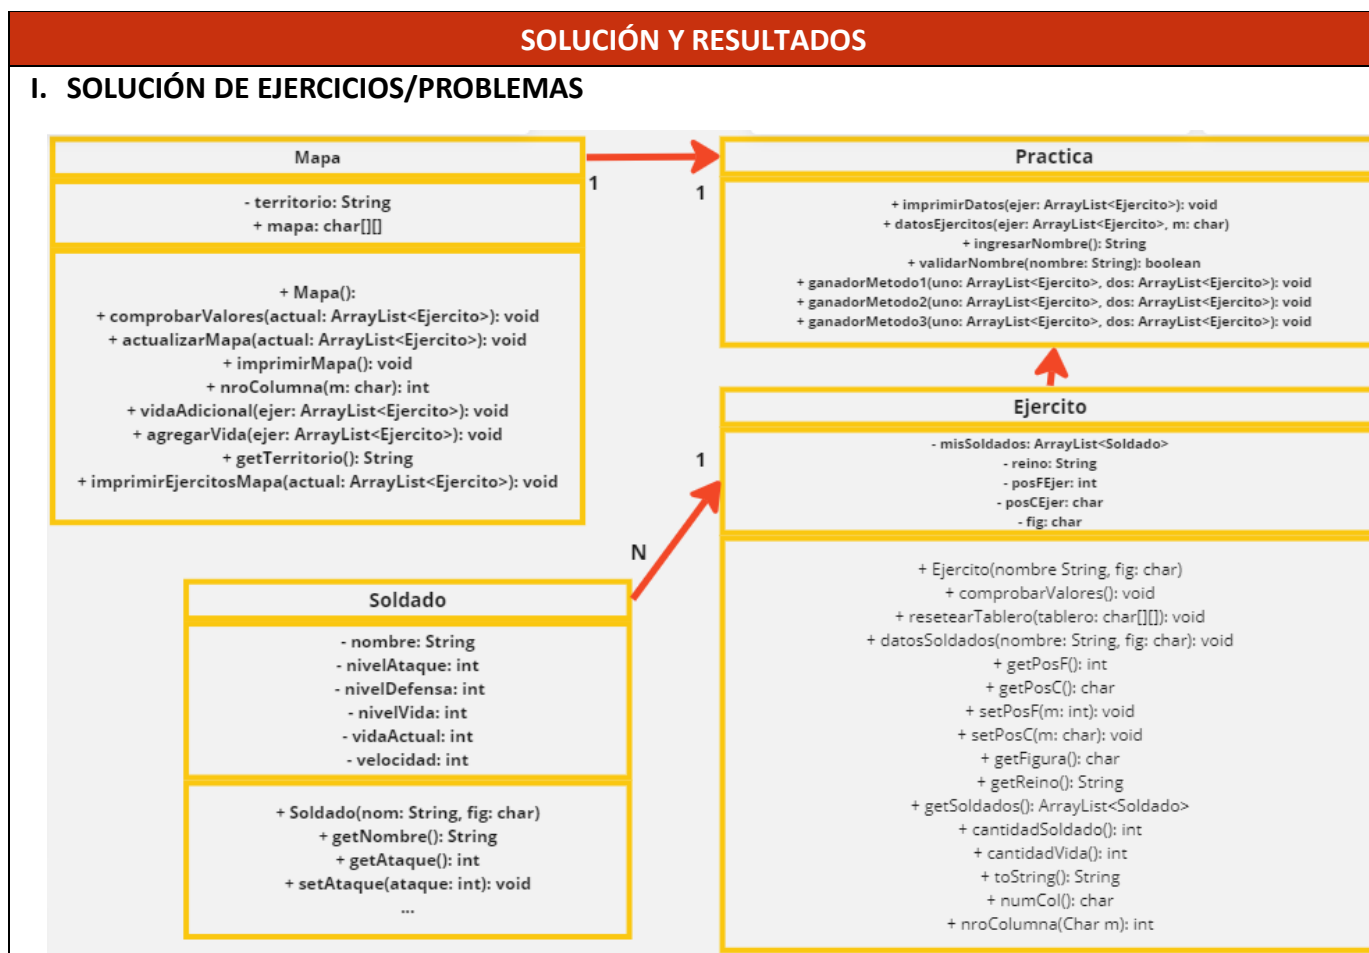 SOLUCIÓN Y RESULTADOS
I. SOLUCIÓN DE EJERCICIOS/PROBLEMAS
Mapa
- territorio: String
+ mapa: char[][]
+ Mapa():
+ comprobarValores(actual: ArrayList<Ejercito>): void
+ actualizarMapa(actual: ArrayList<Ejercito>): void
+ imprimirMapa(): void
+ nroColumna(m: char): int
+ vidaAdicional(ejer: ArrayList<Ejercito>): void
+ agregarVida(ejer: ArrayList<Ejercito>): void
+ getTerritorio(): String
+ imprimirEjercitosMapa(actual: ArrayList<Ejercito>): void
1
1
Practica
+ imprimirDatos(ejer: ArrayList<Ejercito>): void
+ datosEjercitos(ejer: ArrayList<Ejercito>, m: char)
+ ingresarNombre(): String
+ validarNombre(nombre: String): boolean
+ ganadorMetodo1(uno: ArrayList<Ejercito>, dos: ArrayList<Ejercito>): void
+ ganadorMetodo2(uno: ArrayList<Ejercito>, dos: ArrayList<Ejercito>): void
+ ganadorMetodo3(uno: ArrayList<Ejercito>, dos: ArrayList<Ejercito>): void
Ejercito
- misSoldados: ArrayList<Soldado>
- reino: String
- posFEjer: int
- posCEjer: char
- fig: char
+ Ejercito(nombre String, fig: char)
+ comprobarValores(): void
+ resetearTablero(tablero: char[][]): void
+ datosSoldados(nombre: String, fig: char): void
+ getPosF(): int
+ getPosC(): char
+ setPosF(m: int): void
+ setPosC(m: char): void
+ getFigura(): char
+ getReino(): String
+ getSoldados(): ArrayList<Soldado>
+ cantidadSoldado(): int
+ cantidadVida(): int
+ toString(): String
+ numCol(): char
+ nroColumna(Char m): int
1
N
Soldado
- nombre: String
- nivelAtaque: int
- nivelDefensa: int
- nivelVida: int
- vidaActual: int
- velocidad: int
+ Soldado(nom: String, fig: char)
+ getNombre(): String
+ getAtaque(): int
+ setAtaque(ataque: int): void
...